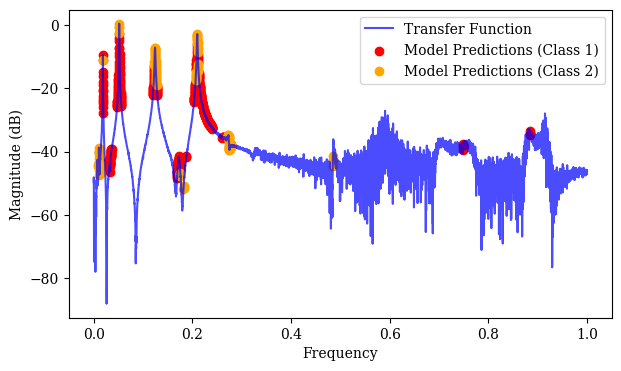 Transfer Function
Model Predictions (Class 1)
Model Predictions (Class 2)
Magnitude (dB)
0
−20
−40
−60
−80
0.0 0.2 0.4 0.6 0.8 1.0
Frequency